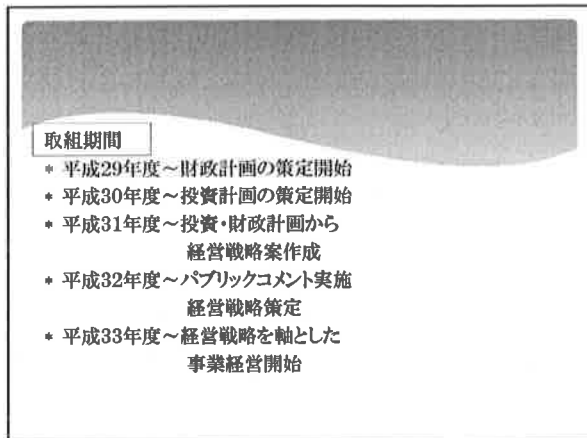 取組期間
* 平成29年度～財政計画の策定開始
* 平成30年度～投資計画の策定開始
* 平成31年度～投資・財政計画から
経営戦略案作成
* 平成32年度～パブリックコメント実施
経営戦略策定
* 平成33年度～経営戦略を軸とした
事業経営開始